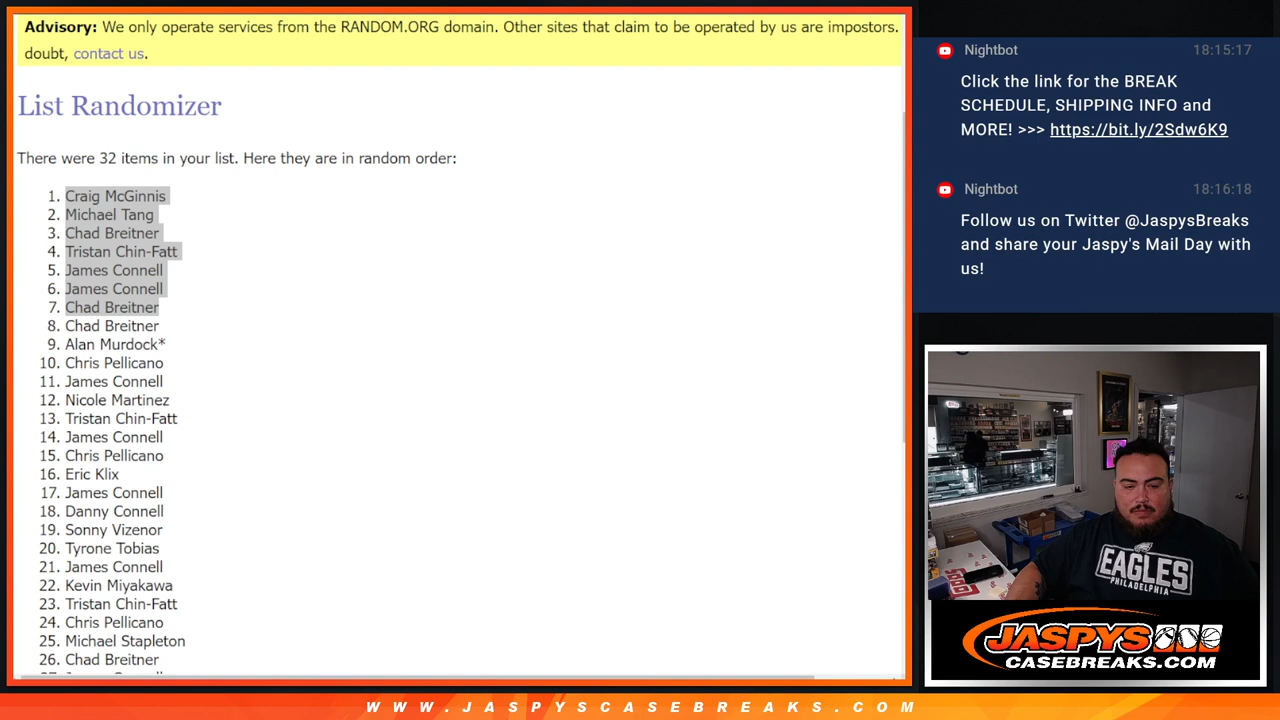 Advisory: We only operate services from the RANDOM.ORG domain. Other sites that claim to be operated by us are impostors.
doubt, contact us.
List Randomizer
There were 32 items in your list. Here they are in random order:
1. Craig McGinnis
2. Michael Tang
3. Chad Breitner
4. Tristan Chin-Fatt
5. James Connell
6. James Connell
7. Chad Breitner
8. Chad Breitner
9. Alan Murdock*
10. Chris Pellicano
11. James Connell
12. Nicole Martinez
13. Tristan Chin-Fatt
14. James Connell
15. Chris Pellicano
16. Eric Klix
17. James Connell
18. Danny Connell
19. Sonny Vizenor
20. Tyrone Tobias
21. James Connell
22. Kevin Miyakawa
23. Tristan Chin-Fatt
24. Chris Pellicano
25. Michael Stapleton
26. Chad Breitner
Nightbot 18:15:17
Click the link for the BREAK
SCHEDULE, SHIPPING INFO and
MORE! >>> https://bit.ly/2Sdw6K9
Nightbot 18:16:18
Follow us on Twitter @JaspysBreaks
and share your Jaspy's Mail Day with
us!
EAGLES
PHILADELPHIA
JASPYS
CASEBREAKS.COM
WWW.JASPYSCASEBREAKS.COM